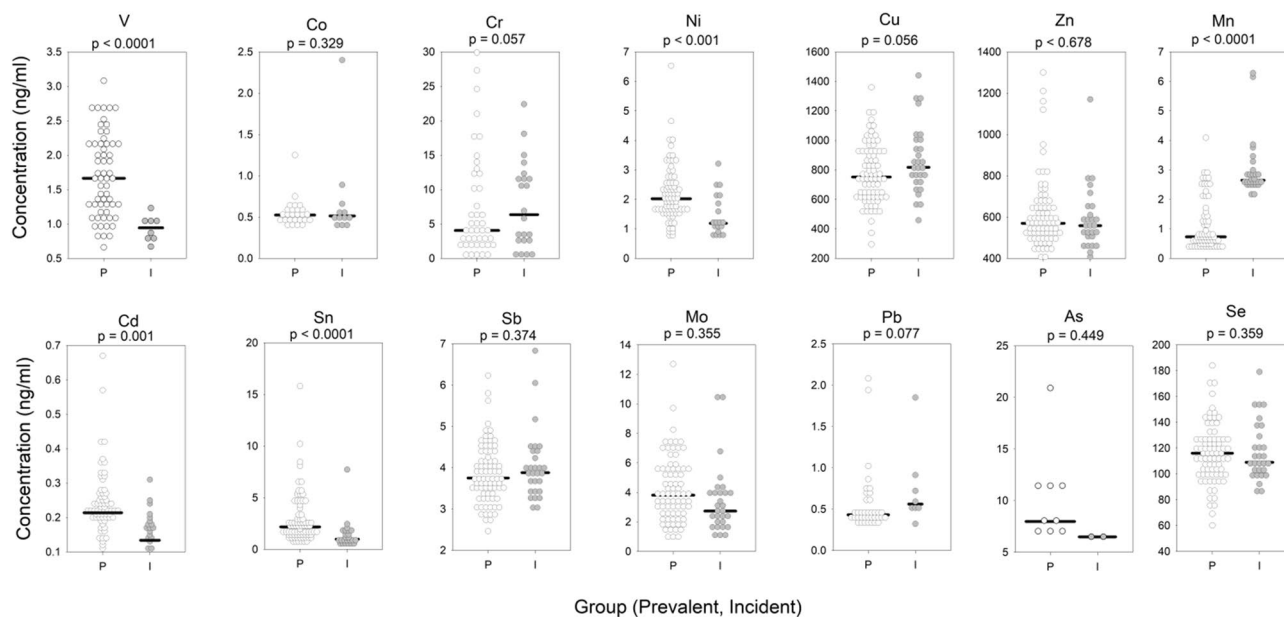 V Co Cr Ni Cu Zn Mn
p < 0.0001 p = 0.329 p = 0.057 p < 0.001 p = 0.056 p < 0.678 p < 0.0001
Concentration (ng/ml)
3.5 2.5 30 7 1600 1400 7
3.0 2.0 25 6 1400 1200 6
2.5 1.5 20 5 1200 1000 5
2.0 1.0 15 4 1000 800 4
1.5 0.5 10 3 800 600 3
1.0 0.0 5 2 600 400 2
0.5 0 1 400 1
0 200 0
P I P I P I P I P I P I P I
Cd Sn Sb Mo Pb As Se
p = 0.001 p < 0.0001 p = 0.374 p = 0.355 p = 0.077 p = 0.449 p = 0.359
Concentration (ng/ml)
0.7 20 7 14 2.5 25 200
0.6 15 6 12 2.0 20 180
0.5 10 5 10 1.5 15 160
0.4 5 4 8 1.0 10 140
0.3 0 3 6 0.5 5 120
0.2 2 4 0.0 100
0.1 2 80
0 60
40
P I P I P I P I P I P I P I
Group (Prevalent, Incident)